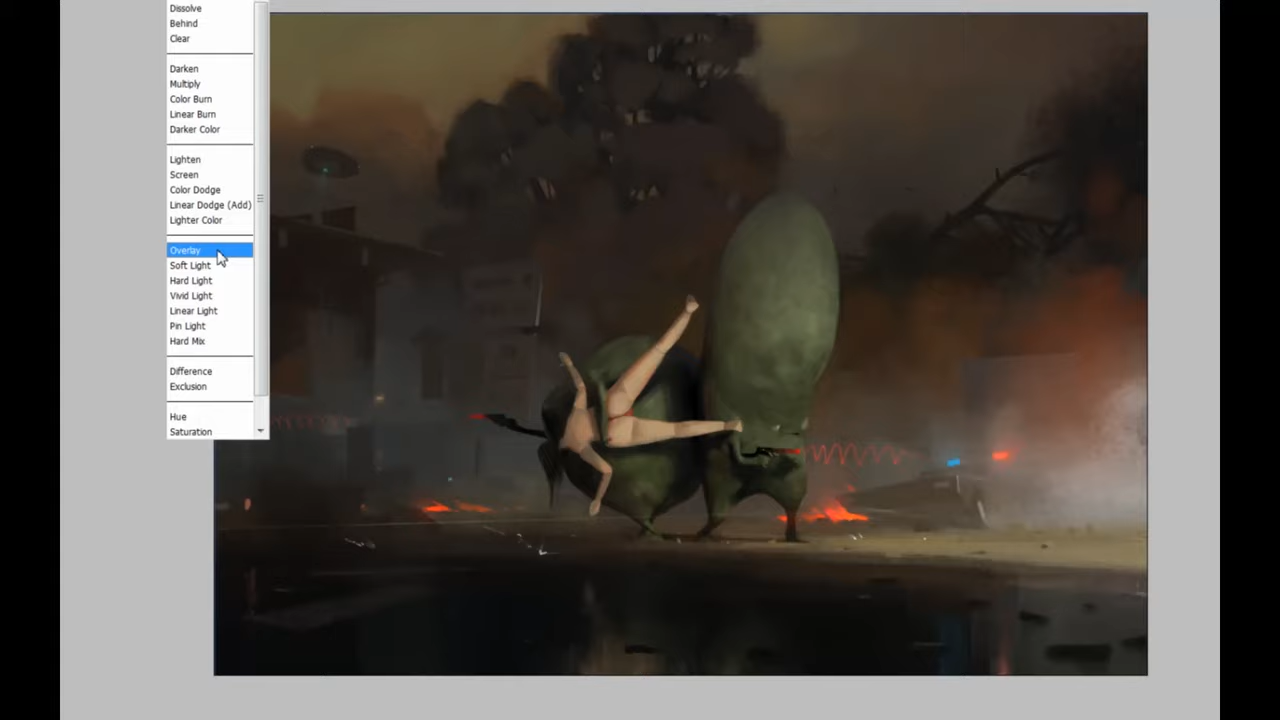 Dissolve
Behind
Clear
Darken
Multiply
Color Burn
Linear Burn
Darker Color
Lighten
Screen
Color Dodge
Linear Dodge (Add)
Lighter Color
Overlay
Soft Light
Hard Light
Vivid Light
Linear Light
Pin Light
Hard Mix
Difference
Exclusion
Hue
Saturation